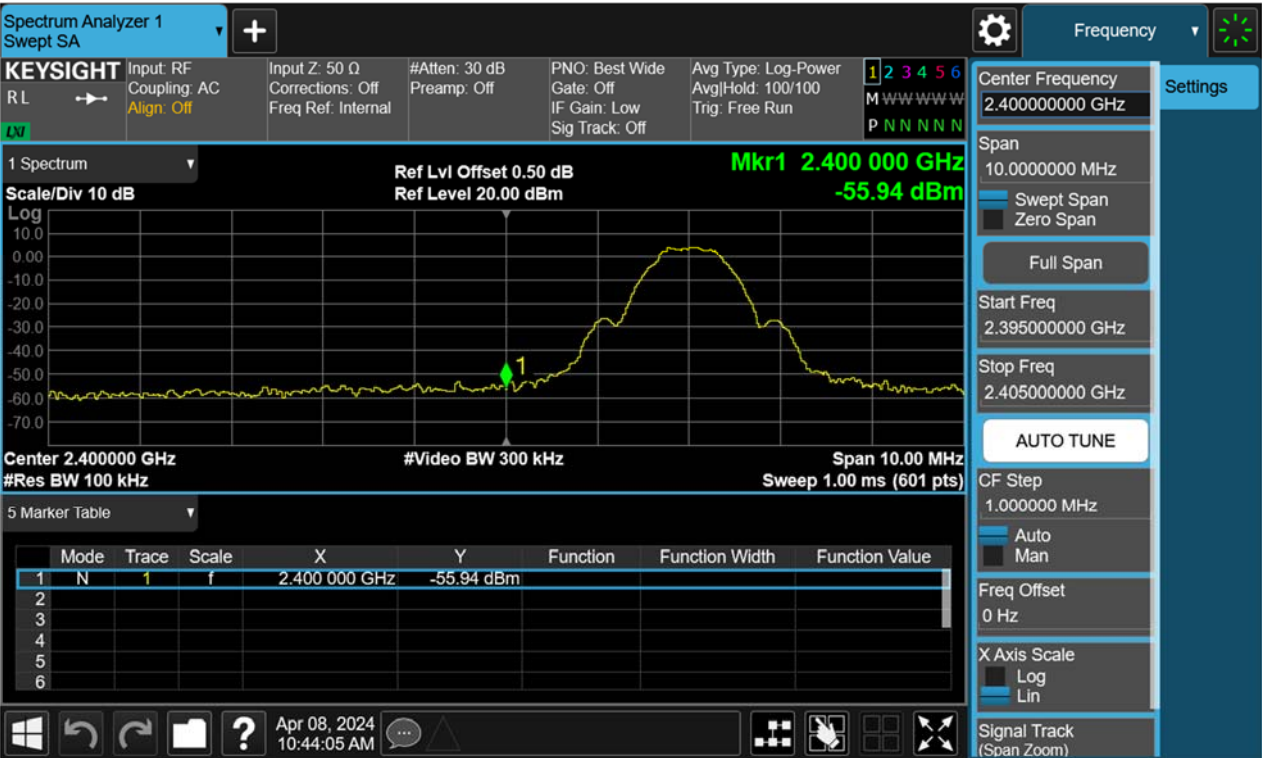 Spectrum Analyzer 1
Swept SA
+
Frequency
KEYSIGHT
R L
LXI
Input: RF
Coupling: AC
Align: Off
Input Z: 50 Ω
Corrections: Off
Freq Ref: Internal
#Atten: 30 dB
Preamp: Off
PNO: Best Wide
Gate: Off
IF Gain: Low
Sig Track: Off
Avg Type: Log-Power
Avg|Hold: 100/100
Trig: Free Run
1 2 3 4 5 6
M W W W W W
P N N N N N
1 Spectrum
Scale/Div 10 dB
Ref Lvl Offset 0.50 dB
Ref Level 20.00 dBm
Mkr1 2.400 000 GHz
-55.94 dBm
Log
10.0
0.00
-10.0
-20.0
-30.0
-40.0
-50.0
-60.0
-70.0
1
Center 2.400000 GHz
#Res BW 100 kHz
#Video BW 300 kHz
Span 10.00 MHz
Sweep 1.00 ms (601 pts)
5 Marker Table
Mode Trace Scale X Y Function Function Width Function Value
1 N 1 f 2.400 000 GHz -55.94 dBm
2
3
4
5
6
?
Apr 08, 2024
10:44:05 AM
Center Frequency
2.400000000 GHz
Span
10.0000000 MHz
Swept Span
Zero Span
Full Span
Start Freq
2.395000000 GHz
Stop Freq
2.405000000 GHz
AUTO TUNE
CF Step
1.000000 MHz
Auto
Man
Freq Offset
0 Hz
X Axis Scale
Log
Lin
Signal Track
(Span Zoom)
Settings